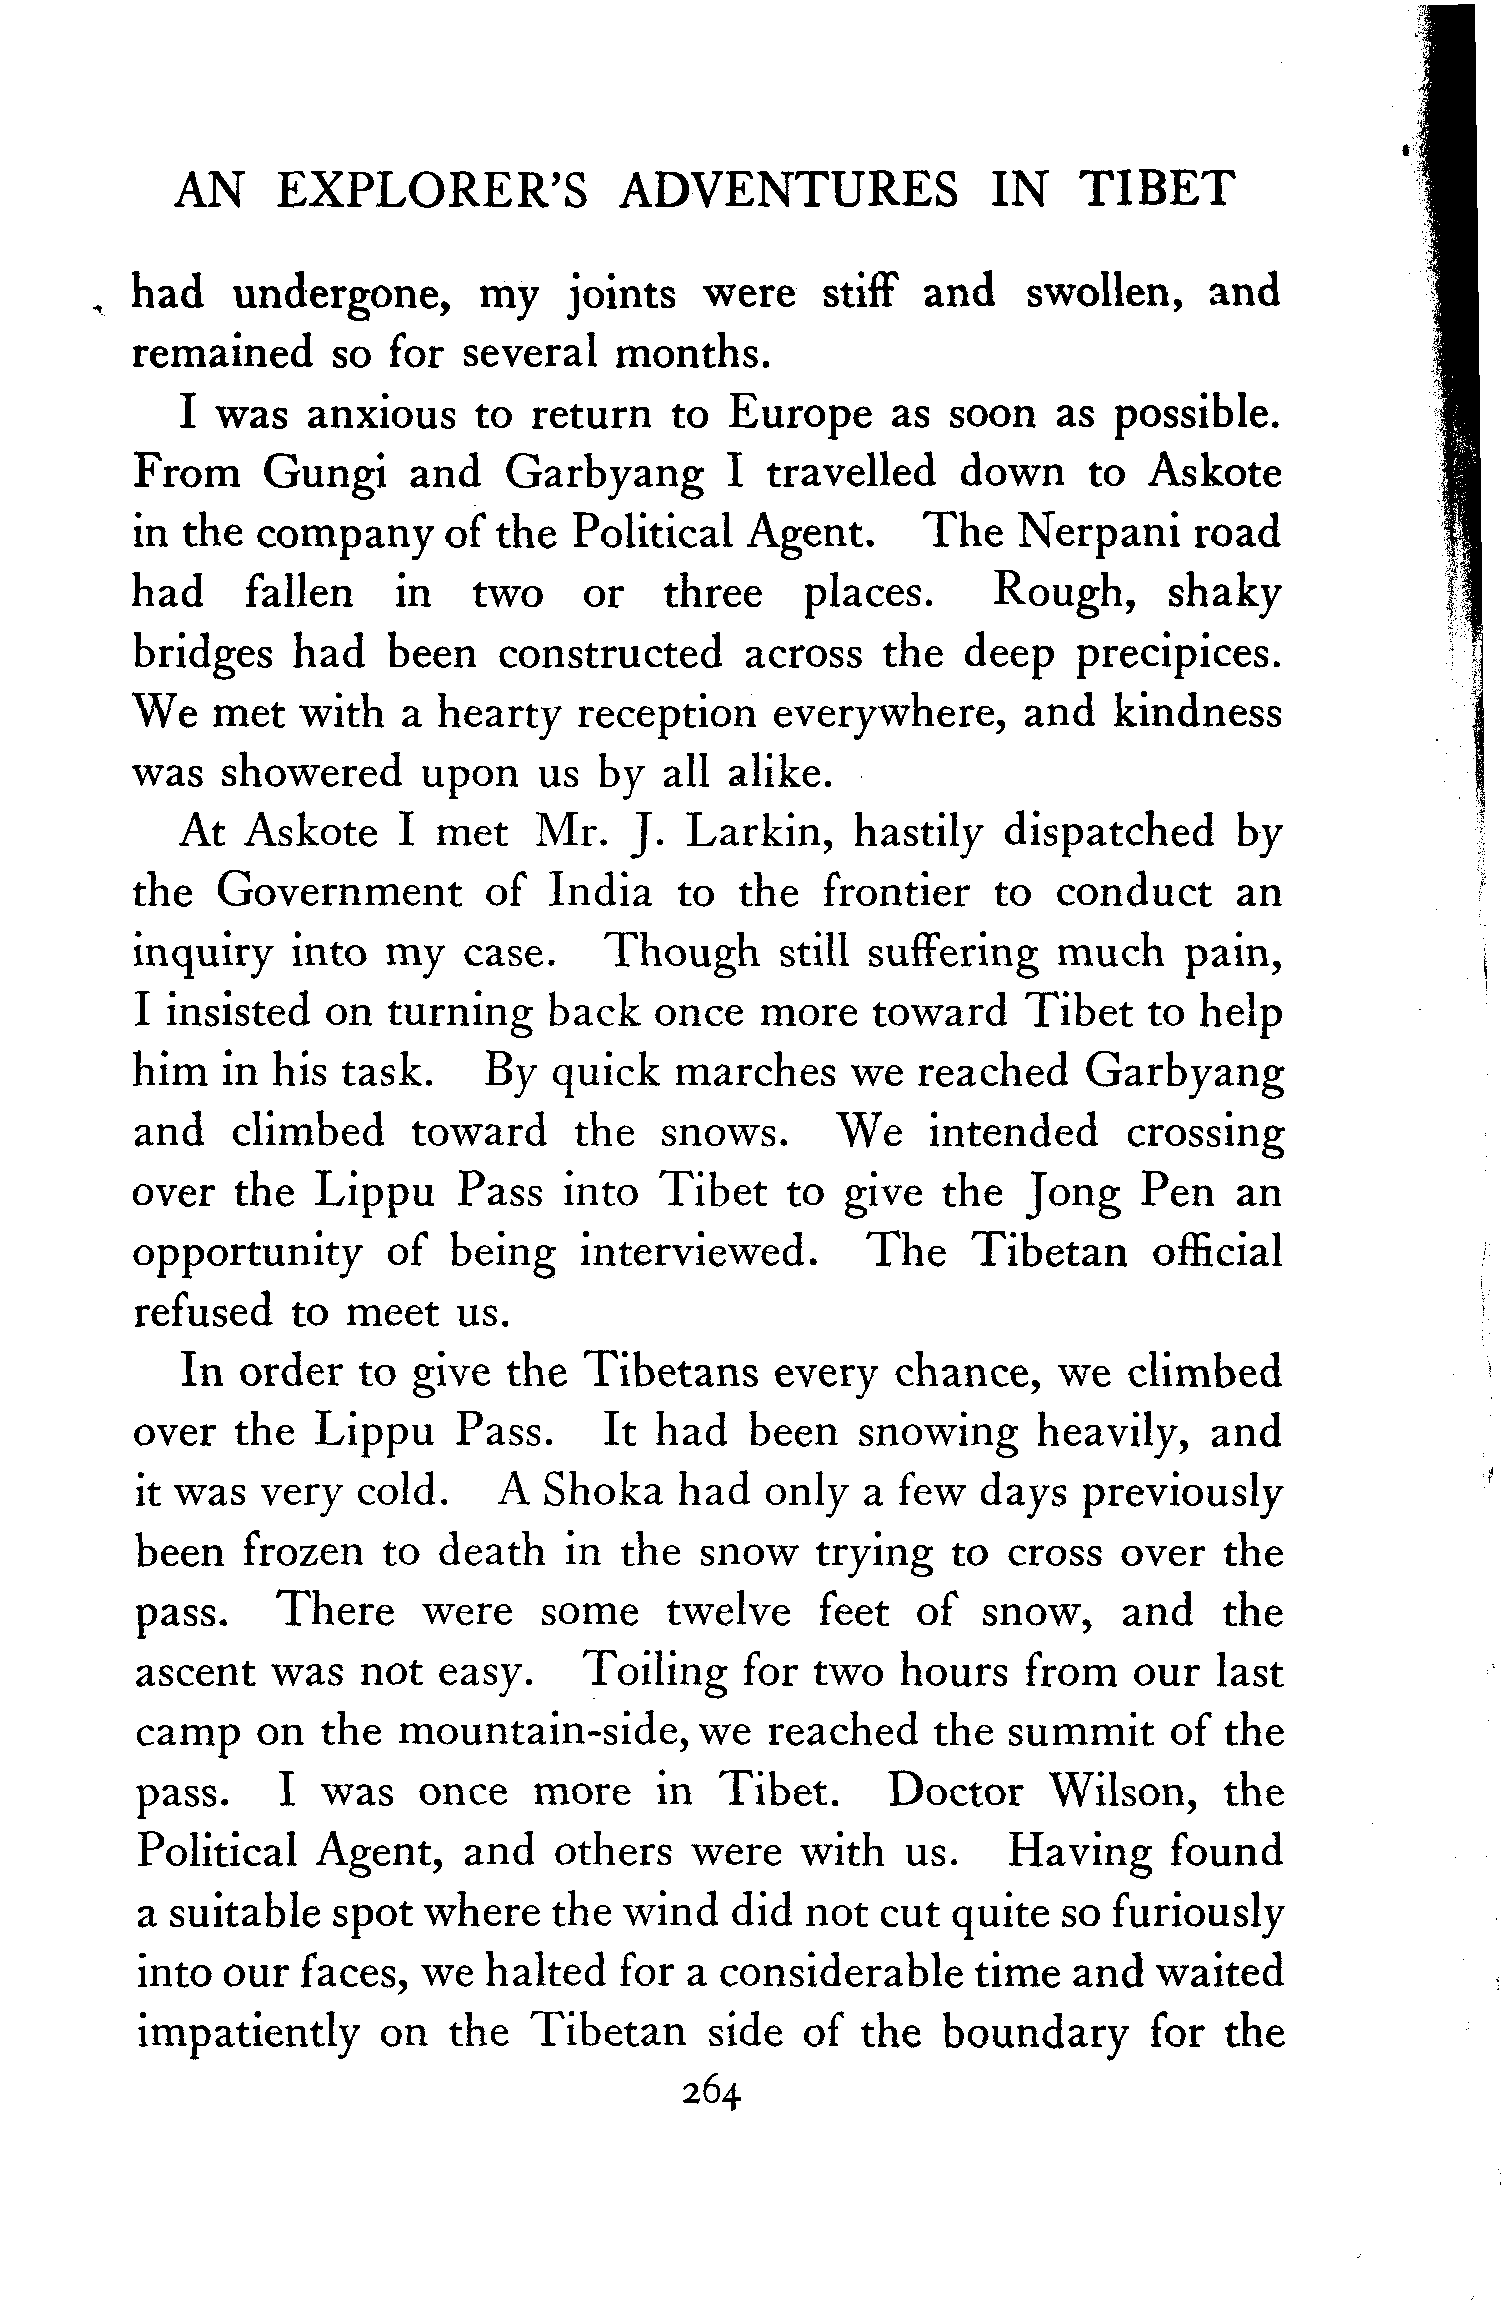 AN EXPLORER'S ADVENTURES IN TIBET
had undergone, my joints were stiff and swollen, and
remained so for several months.
I was anxious to return to Europe as soon as possible.
From Gungi and Garbyang I travelled down to Askote
in the company of the Political Agent. The Nerpani road
had fallen in two or three places. Rough, shaky
bridges had been constructed across the deep precipices.
We met with a hearty reception everywhere, and kindness
was showered upon us by all alike.
At Askote I met Mr. J. Larkin, hastily dispatched by
the Government of India to the frontier to conduct an
inquiry into my case. Though still suffering much pain,
I insisted on turning back once more toward Tibet to help
him in his task. By quick marches we reached Garbyang
and climbed toward the snows. We intended crossing
over the Lippu Pass into Tibet to give the Jong Pen an
opportunity of being interviewed. The Tibetan official
refused to meet us.
In order to give the Tibetans every chance, we climbed
over the Lippu Pass. It had been snowing heavily, and
it was very cold. A Shoka had only a few days previously
been frozen to death in the snow trying to cross over the
pass. There were some twelve feet of snow, and the
ascent was not easy. Toiling for two hours from our last
camp on the mountain-side, we reached the summit of the
pass. I was once more in Tibet. Doctor Wilson, the
Political Agent, and others were with us. Having found
a suitable spot where the wind did not cut quite so furiously
into our faces, we halted for a considerable time and waited
impatiently on the Tibetan side of the boundary for the
264